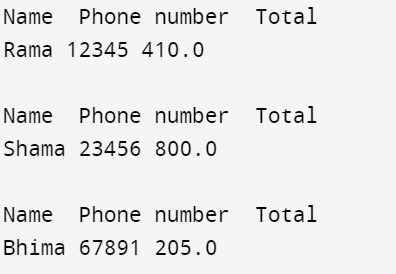 Name  Phone number  Total
Rama 12345 410.0
Name  Phone number  Total
Shama 23456 800.0
Name  Phone number  Total
Bhima 67891 205.0